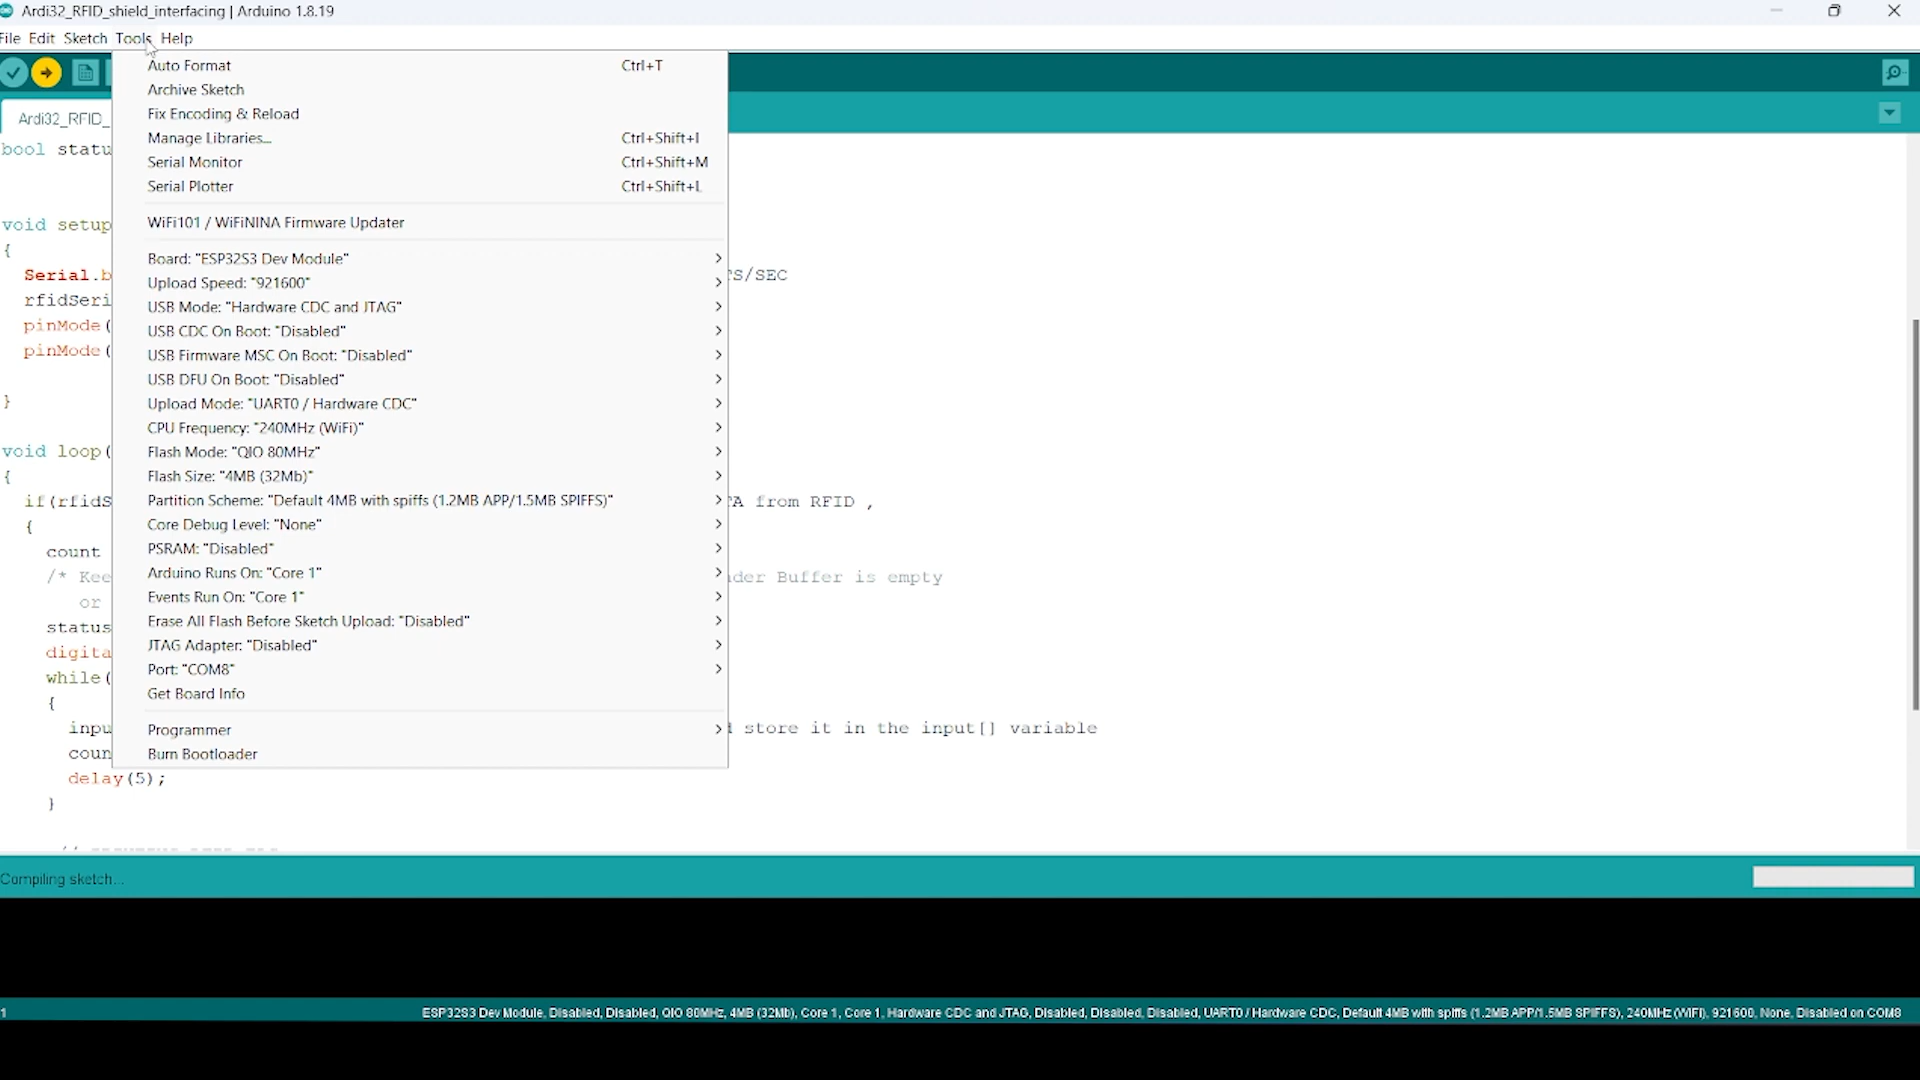 Ardi32_RFID_shield_interfacing | Arduino 1.8.19
File Edit Sketch Tools Help
Auto Format Ctrl+T
Archive Sketch
Fix Encoding & Reload
Ardi32_RFID_
Manage Libraries... Ctrl+Shift+I
bool statu
Serial Monitor Ctrl+Shift+M
Serial Plotter Ctrl+Shift+L
WiFi101 / WiFiNINA Firmware Updater
void setup
{
Board: "ESP32S3 Dev Module"
Serial.b TS/SEC
Upload Speed: "921600"
rfidSeri
USB Mode: "Hardware CDC and JTAG"
pinMode(
USB CDC On Boot: "Disabled"
pinMode(
USB Firmware MSC On Boot: "Disabled"
USB DFU On Boot: "Disabled"
}
Upload Mode: "UART0 / Hardware CDC"
CPU Frequency: "240MHz (WiFi)"
void loop(
Flash Mode: "QIO 80MHz"
{
Flash Size: "4MB (32Mb)"
if(rfidS TA from RFID ,
Partition Scheme: "Default 4MB with spiffs (1.2MB APP/1.5MB SPIFFS)"
{
Core Debug Level: "None"
count
PSRAM: "Disabled"
/* Kee der Buffer is empty
Arduino Runs On: "Core 1"
or
Events Run On: "Core 1"
status
Erase All Flash Before Sketch Upload: "Disabled"
digita
JTAG Adapter: "Disabled"
while(
Port: "COM8"
{
Get Board Info
inpu store it in the input[] variable
Programmer
coun
Burn Bootloader
delay(5);
}
Compiling sketch...
1 ESP32S3 Dev Module, Disabled, Disabled, QIO 80MHz, 4MB (32Mb), Core 1, Core 1, Hardware CDC and JTAG, Disabled, Disabled, Disabled, UART0 / Hardware CDC, Default 4MB with spiffs (1.2MB APP/1.5MB SPIFFS), 240MHz (WiFi), 921600, None, Disabled on COM8